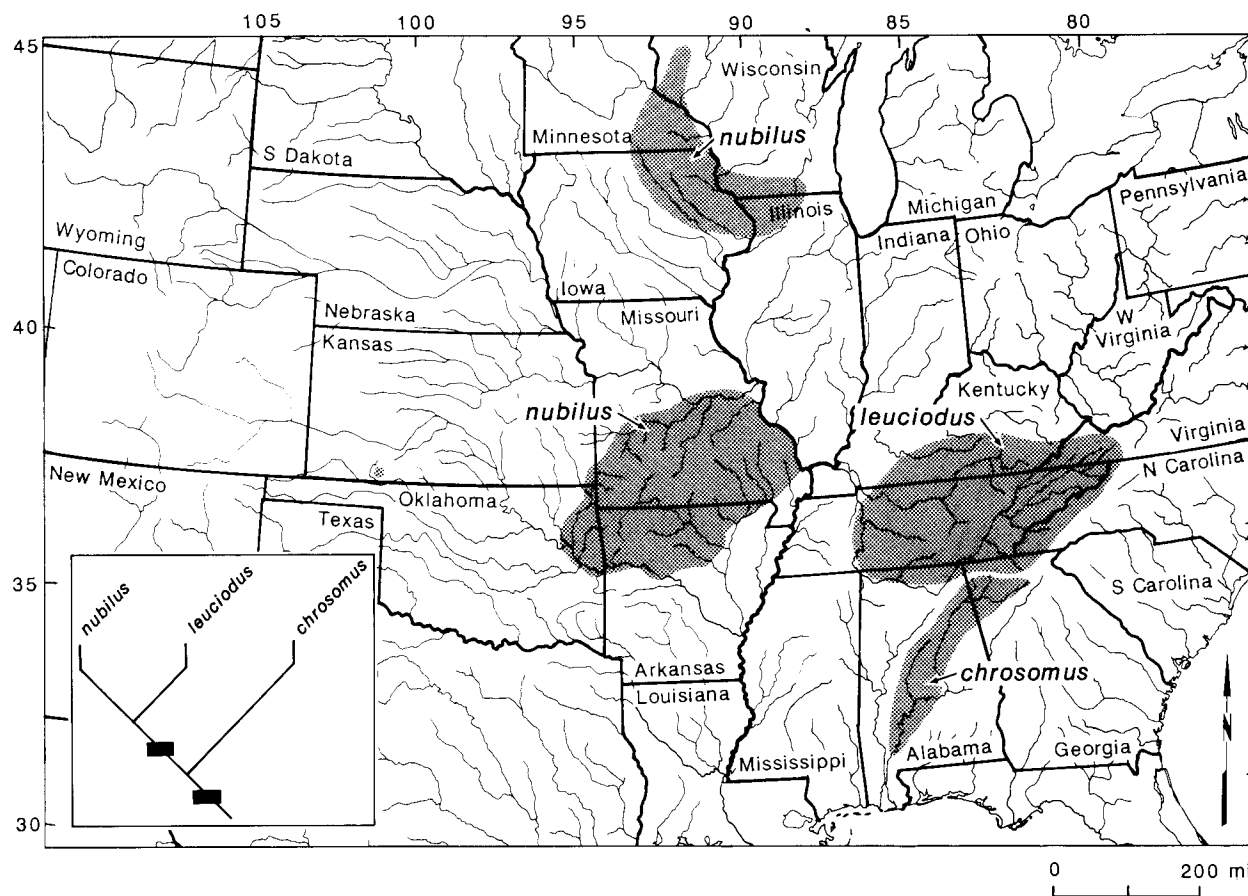 105 100 95 90 85 80
45
Wisconsin
Minnesota
nubilus
S Dakota
Pennsylvania
Illinois
Michigan
Wyoming
Indiana
Ohio
Colorado
Iowa
Nebraska
Missouri
W
Virginia
40
Kansas
Kentucky
nubilus
leuciodus
Virginia
New Mexico
Oklahoma
N Carolina
Texas
35
S Carolina
nubilus
leuciodus
chrosomus
Arkansas
Louisiana
chrosomus
N
Mississippi
Alabama
Georgia
30
0 200 mi